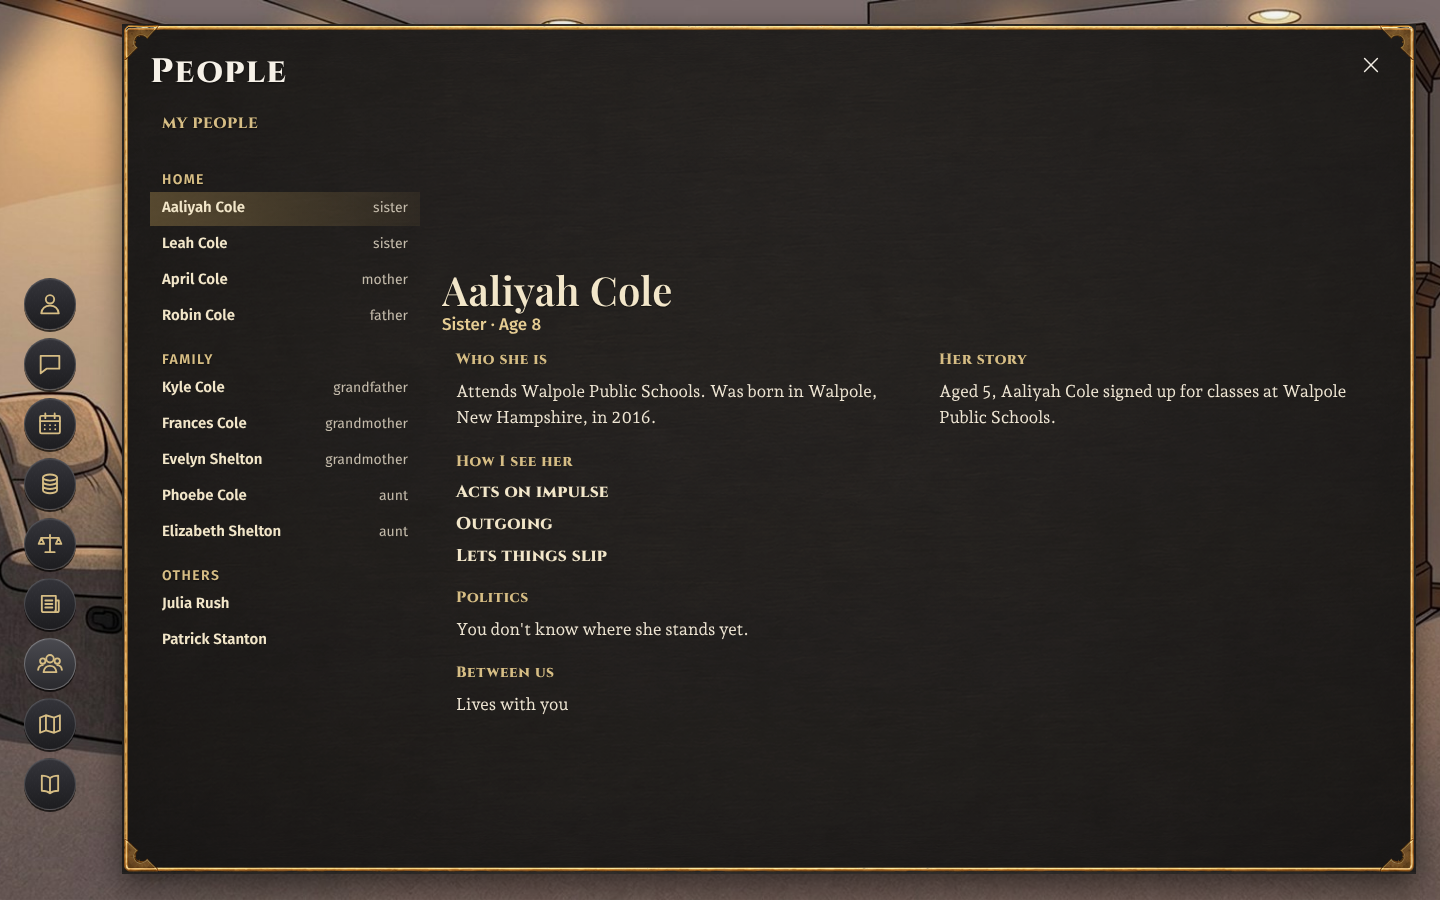 People
My People
HOME
Aaliyah Cole sister
Leah Cole sister
April Cole mother
Robin Cole father
FAMILY
Kyle Cole grandfather
Frances Cole grandmother
Evelyn Shelton grandmother
Phoebe Cole aunt
Elizabeth Shelton aunt
OTHERS
Julia Rush
Patrick Stanton
Aaliyah Cole
Sister · Age 8
Who she is
Attends Walpole Public Schools. Was born in Walpole,
New Hampshire, in 2016.
How I see her
Acts on impulse
Outgoing
Lets things slip
Politics
You don't know where she stands yet.
Between us
Lives with you
Her story
Aged 5, Aaliyah Cole signed up for classes at Walpole
Public Schools.